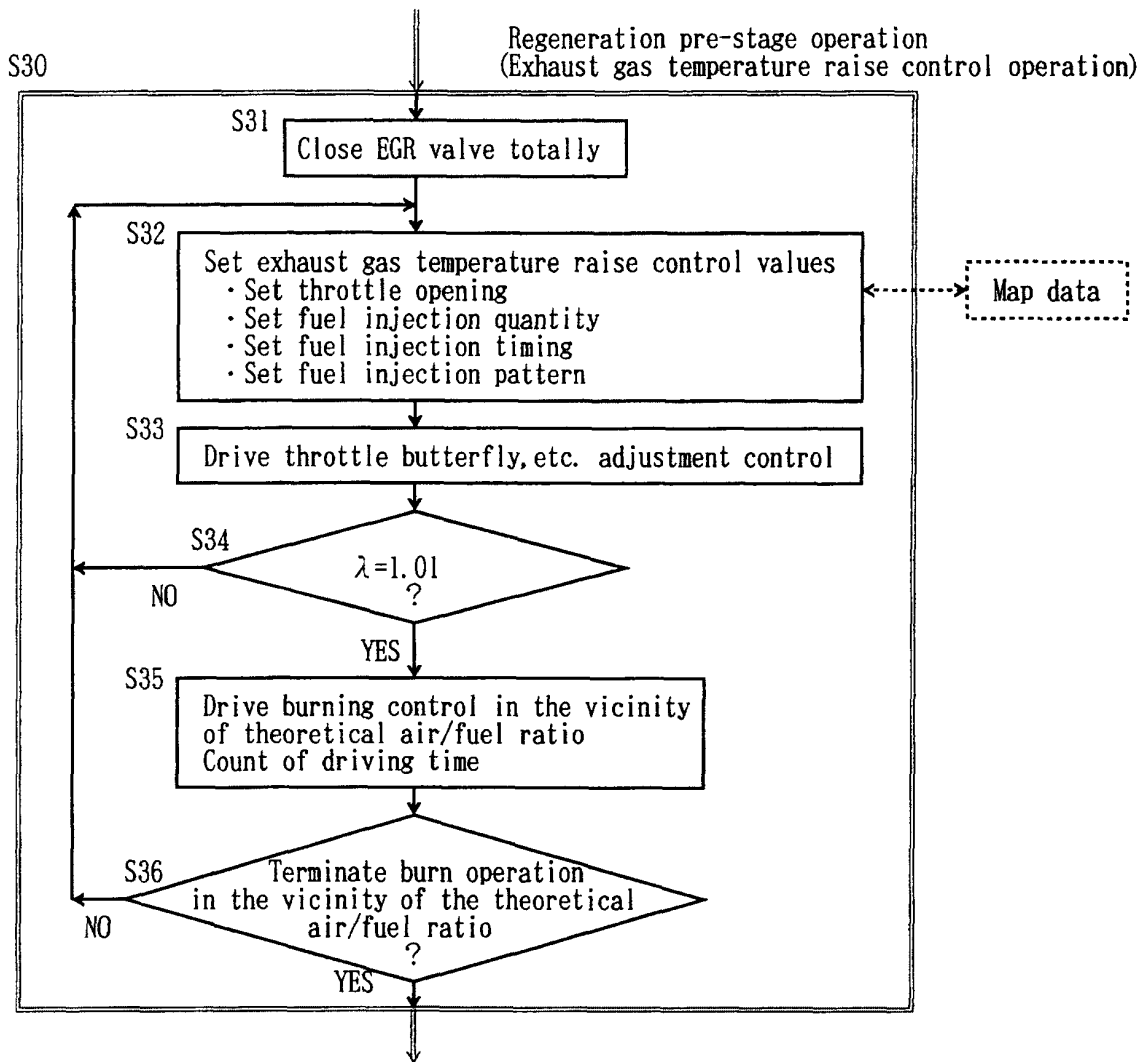 Regeneration pre-stage operation
(Exhaust gas temperature raise control operation)
S30
S31
Close EGR valve totally
S32
Set exhaust gas temperature raise control values
・Set throttle opening
・Set fuel injection quantity
・Set fuel injection timing
・Set fuel injection pattern
Map data
S33
Drive throttle butterfly, etc. adjustment control
S34
λ=1.01
?
NO
YES
S35
Drive burning control in the vicinity
of theoretical air/fuel ratio
Count of driving time
S36
Terminate burn operation
in the vicinity of the theoretical
air/fuel ratio
?
NO
YES